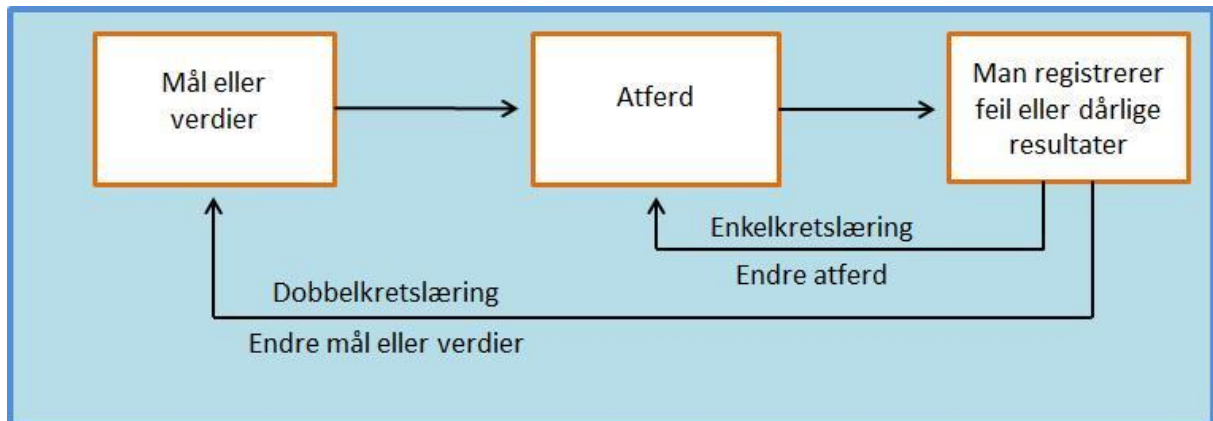 Mål eller
verdier
Atferd
Man registrerer
feil eller dårlige
resultater
Enkelkretslæring
Endre atferd
Dobbelkretslæring
Endre mål eller verdier